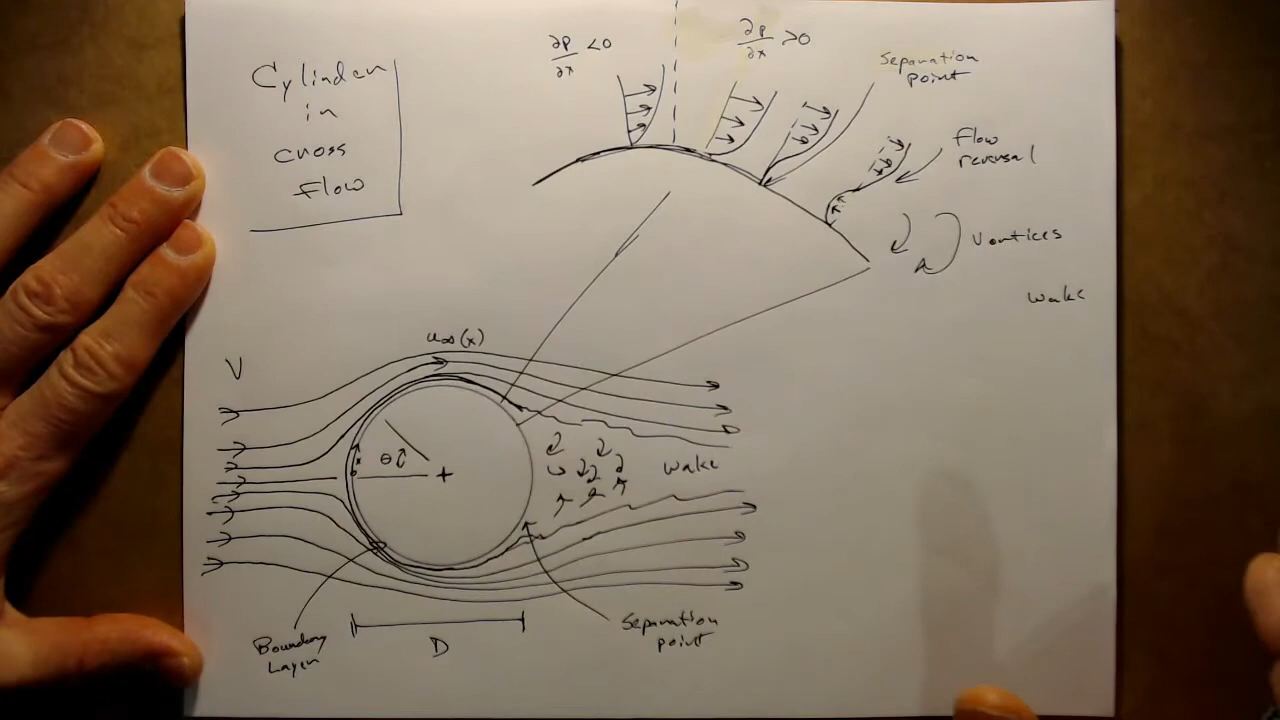 Cylinder
in
cross
flow
∂p/∂x <0
∂p/∂x >0
Separation
point
flow
reversal
Vortices
wake
u∞(x)
V
θ
x
wake
Boundary
Layer
D
Separation
point